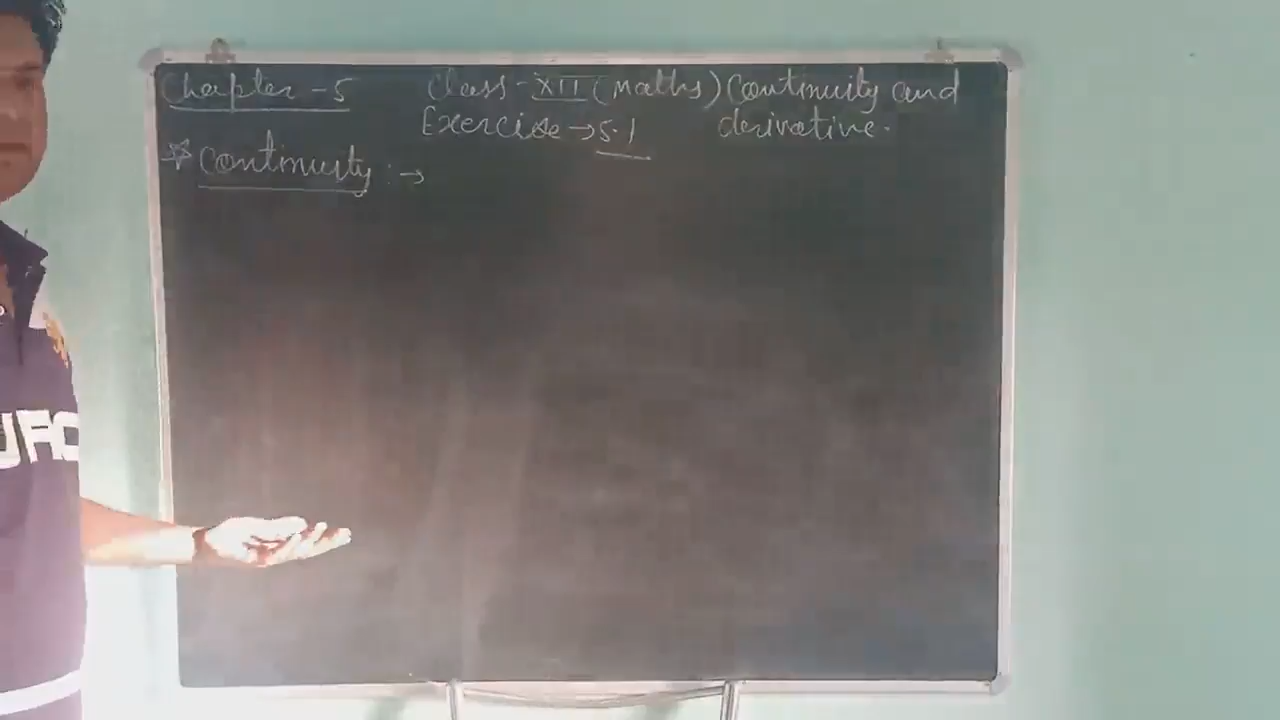 Chapter - 5 Class - XII (Maths) Continuity and
Exercise → 5.1 derivative.
☆ Continuity : →